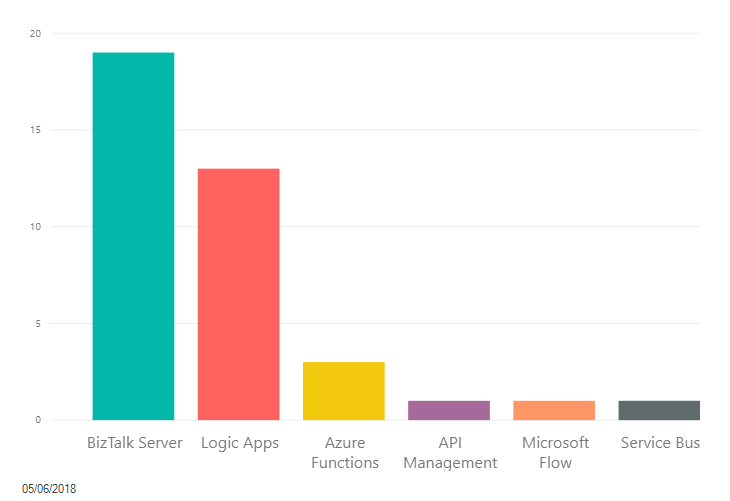 20
15
10
5
0
BizTalk Server
Logic Apps
Azure
Functions
API
Management
Microsoft
Flow
Service Bus
05/06/2018